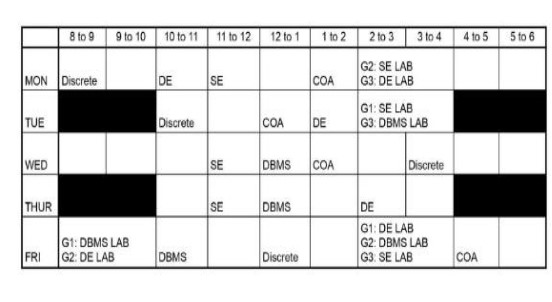 8 to 9 9 to 10 10 to 11 11 to 12 12 to 1 1 to 2 2 to 3 3 to 4 4 to 5 5 to 6
MON Discrete DE SE COA G2: SE LAB
G3: DE LAB
TUE Discrete COA DE G1: SE LAB
G3: DBMS LAB
WED SE DBMS COA Discrete
THUR SE DBMS DE
FRI G1: DBMS LAB
G2: DE LAB DBMS Discrete G1: DE LAB
G2: DBMS LAB
G3: SE LAB COA